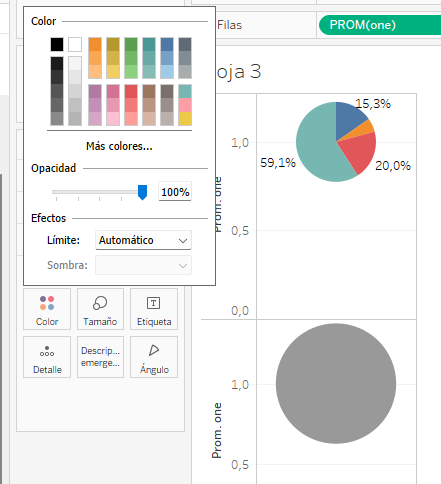 Color
Más colores...
Opacidad
100%
Efectos
Límite: Automático
Sombra:
Color Tamaño Etiqueta
Detalle Descrip... emerge... Ángulo
Filas PROM(one)
oja 3
Prom. one
1,0
0,5
0,0
15,3%
59,1%
20,0%
Prom. one
1,0
0,5